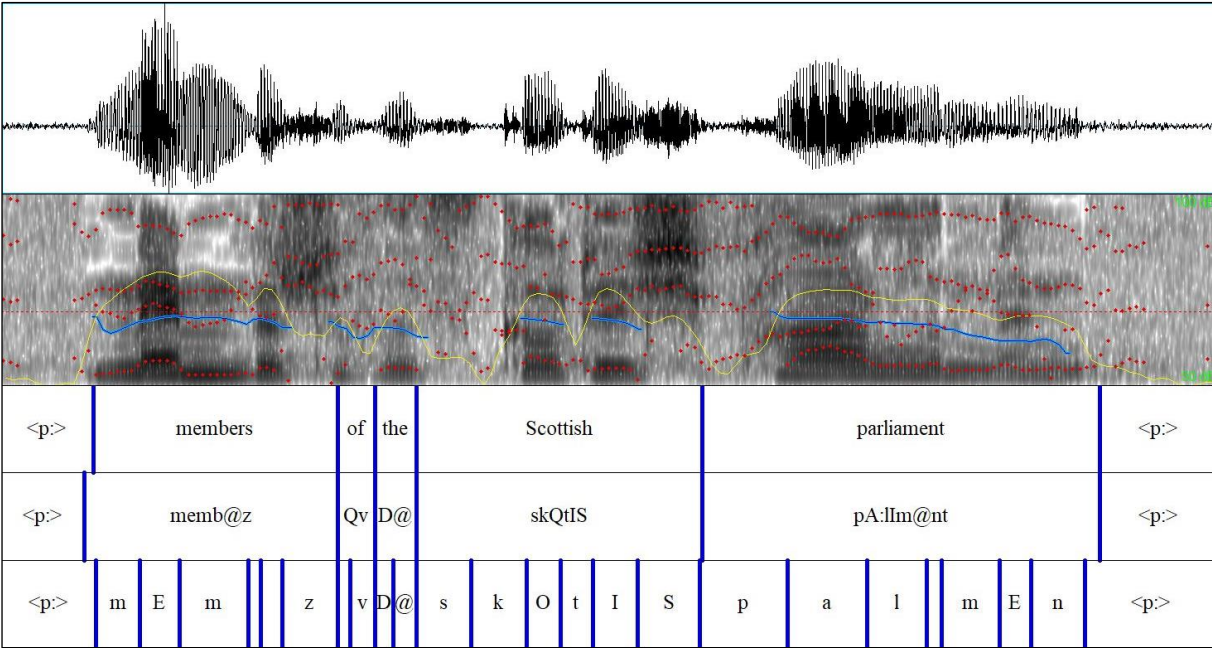 <p:> members of the Scottish parliament <p:>
<p:> memb@z Qv D@ skQtIS pA:lIm@nt <p:>
<p:> m E m z v D @ s k O t I S p a l m E n <p:>